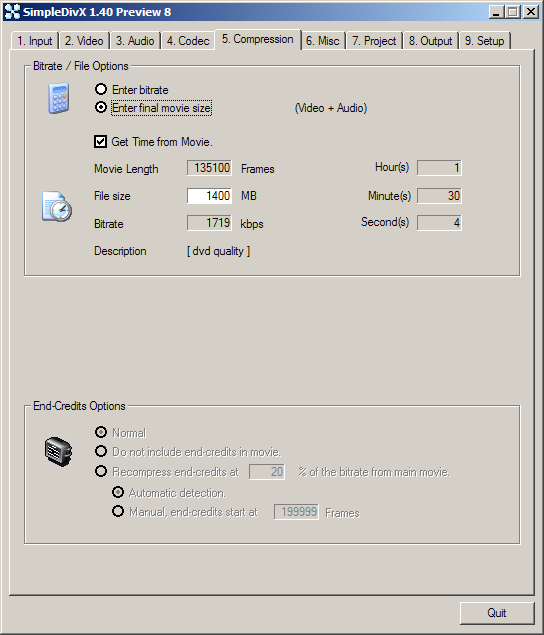 SimpleDivX 1.40 Preview 8
1. Input 2. Video 3. Audio 4. Codec 5. Compression 6. Misc 7. Project 8. Output 9. Setup
Bitrate / File Options
Enter bitrate
Enter final movie size (Video + Audio)
Get Time from Movie.
Movie Length 135100 Frames Hour(s) 1
File size 1400 MB Minute(s) 30
Bitrate 1719 kbps Second(s) 4
Description [ dvd quality ]
End-Credits Options
Normal
Do not include end-credits in movie.
Recompress end-credits at 20 % of the bitrate from main movie.
Automatic detection.
Manual, end-credits start at 199999 Frames
Quit